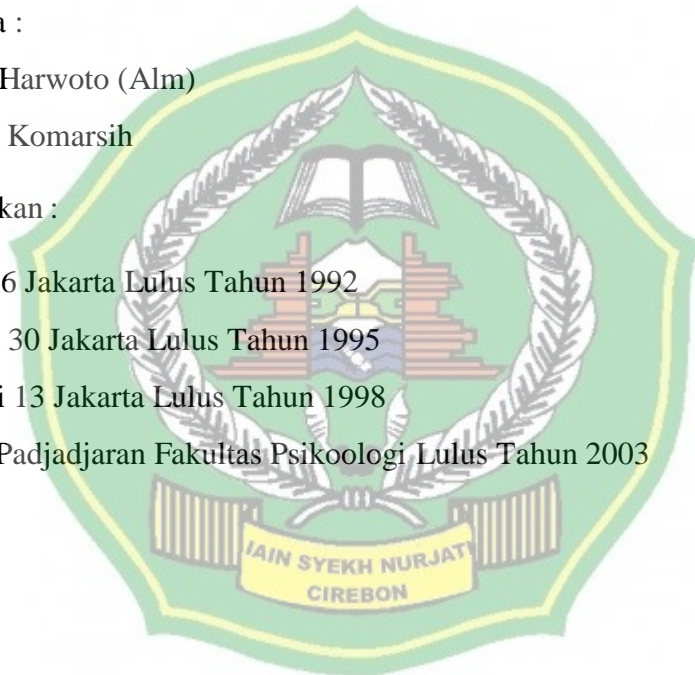 a :
Harwoto (Alm)
Komarsih
kan :
6 Jakarta Lulus Tahun 1992
30 Jakarta Lulus Tahun 1995
i 13 Jakarta Lulus Tahun 1998
Padjadjaran Fakultas Psikoologi Lulus Tahun 2003
IAIN SYEKH NURJATI
CIREBON